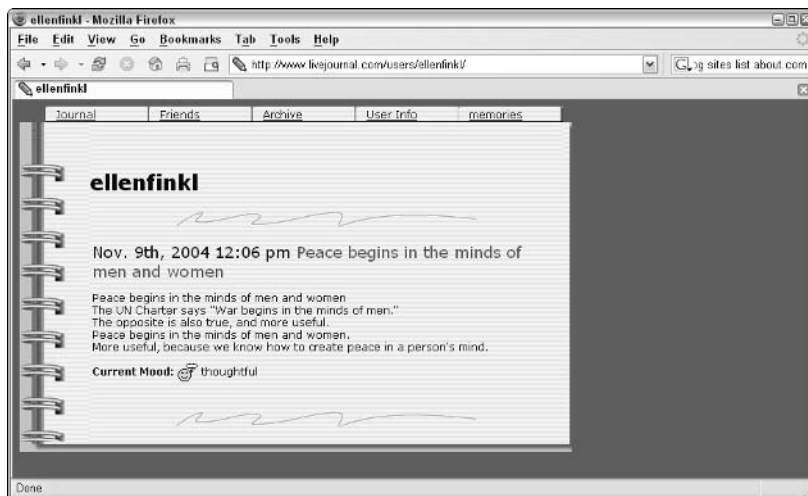 ellenfinkl - Mozilla Firefox
File Edit View Go Bookmarks Tab Tools Help
http://www.livejournal.com/users/ellenfinkl/ og sites list about com
ellenfinkl
Journal Friends Archive User Info memories
ellenfinkl
Nov. 9th, 2004 12:06 pm Peace begins in the minds of
men and women
Peace begins in the minds of men and women
The UN Charter says "War begins in the minds of men."
The opposite is also true, and more useful.
Peace begins in the minds of men and women.
More useful, because we know how to create peace in a person's mind.
Current Mood: thoughtful
Done